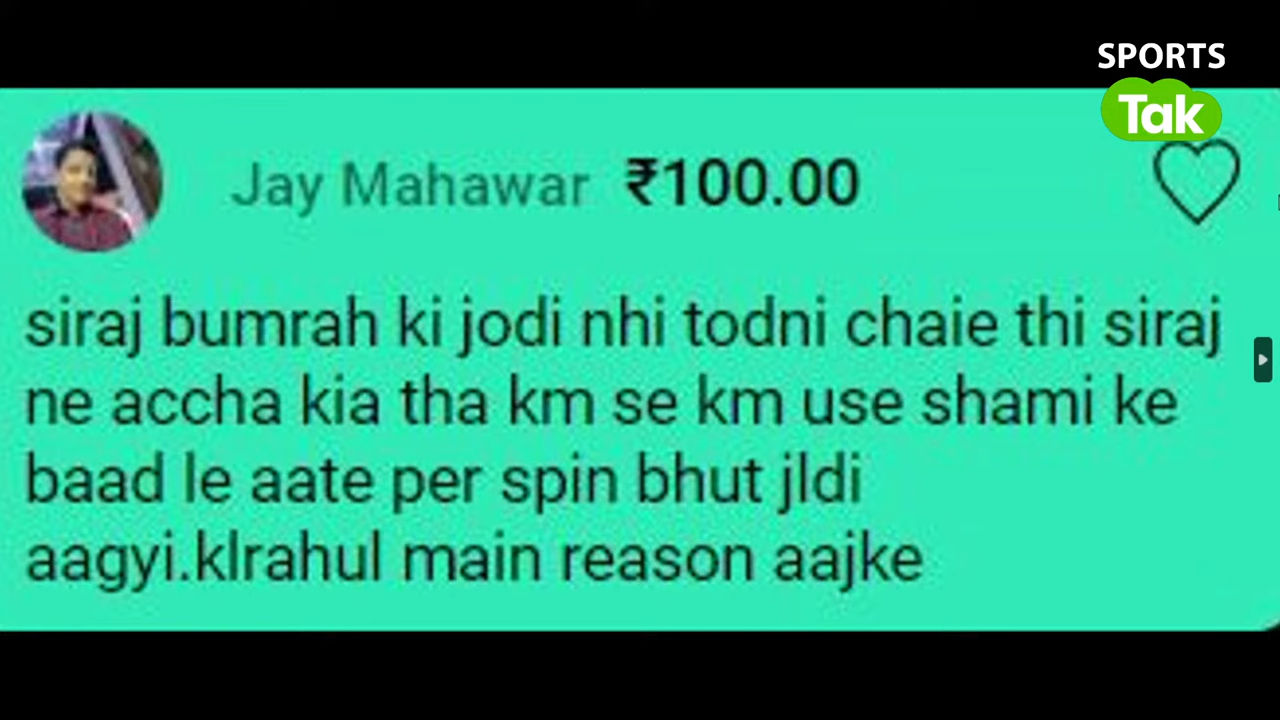 SPORTS
Tak
Jay Mahawar ₹100.00
siraj bumrah ki jodi nhi todni chaie thi siraj
ne accha kia tha km se km use shami ke
baad le aate per spin bhut jldi
aagyi.klrahul main reason aajke